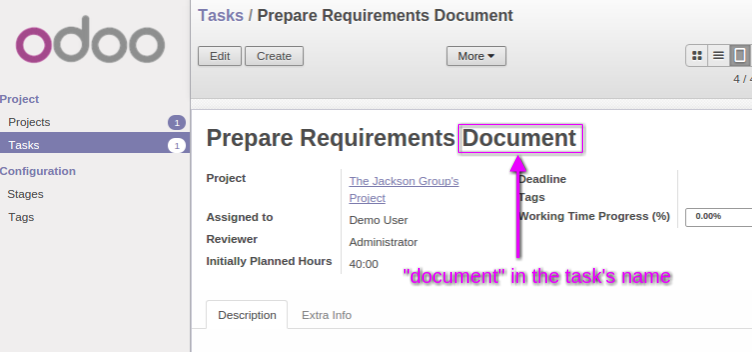 odoo
Tasks / Prepare Requirements Document
Edit Create More
4 / 4
Project
Projects 1
Tasks 1
Configuration
Stages
Tags
Prepare Requirements Document
Project The Jackson Group's
Project
Assigned to Demo User
Reviewer Administrator
Initially Planned Hours 40:00
Deadline
Tags
Working Time Progress (%) 0.00%
"document" in the task's name
Description Extra Info